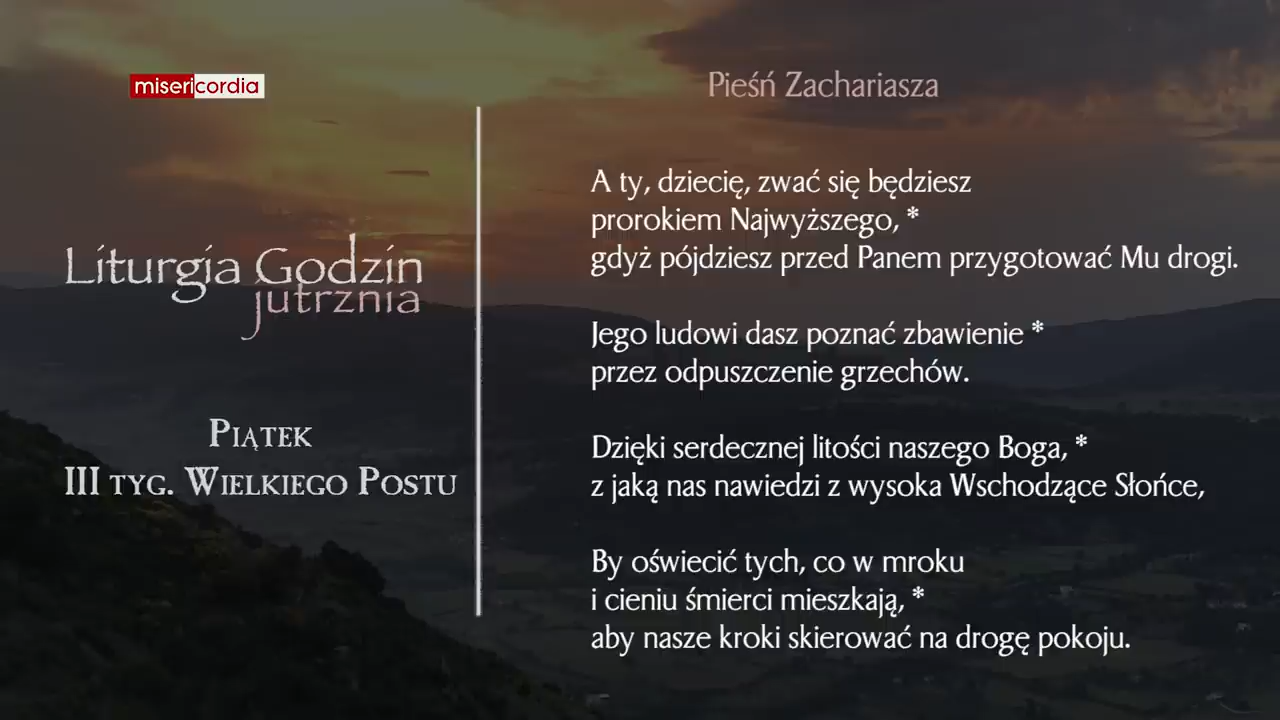 misericordia
Liturgia Godzin
jutrznia
Piątek
III tyg. Wielkiego Postu
Pieśń Zachariasza
A ty, dziecię, zwać się będziesz
prorokiem Najwyższego, *
gdyż pójdziesz przed Panem przygotować Mu drogi.
Jego ludowi dasz poznać zbawienie *
przez odpuszczenie grzechów.
Dzięki serdecznej litości naszego Boga, *
z jaką nas nawiedzi z wysoka Wschodzące Słońce,
By oświecić tych, co w mroku
i cieniu śmierci mieszkają, *
aby nasze kroki skierować na drogę pokoju.